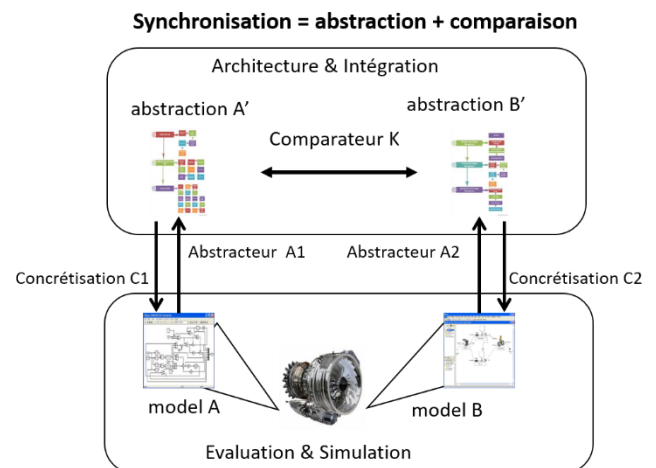 Synchronisation = abstraction + comparaison
Architecture & Intégration
abstraction A’
abstraction B’
Comparateur K
Abstracteur A1
Abstracteur A2
Concrétisation C1
Concrétisation C2
model A
model B
Evaluation & Simulation